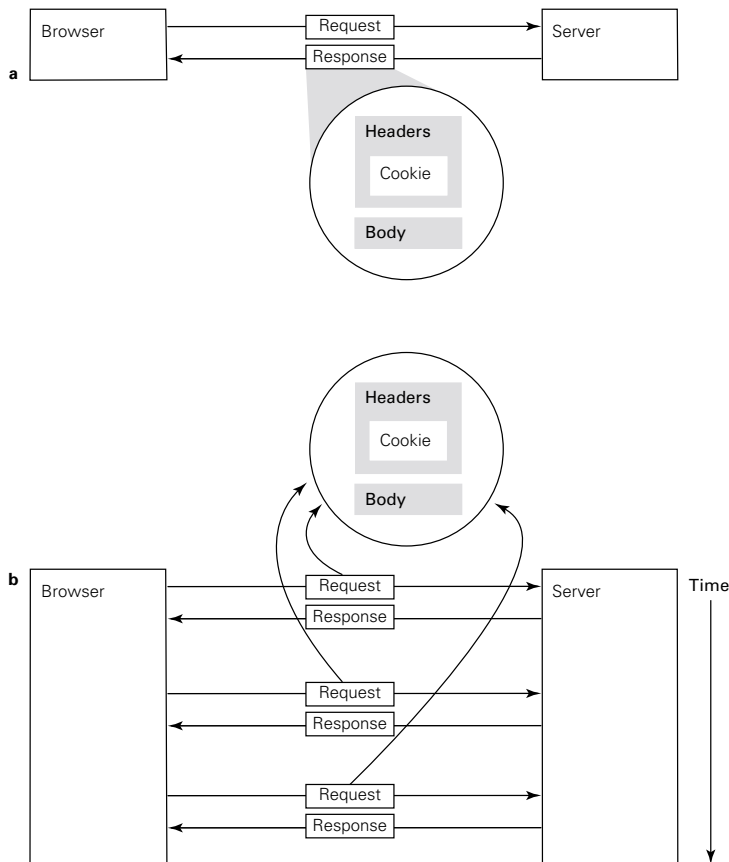 Browser
Request
Server
Response
a
Headers
Cookie
Body
Headers
Cookie
Body
b
Browser
Request
Server
Time
Response
Request
Response
Request
Response